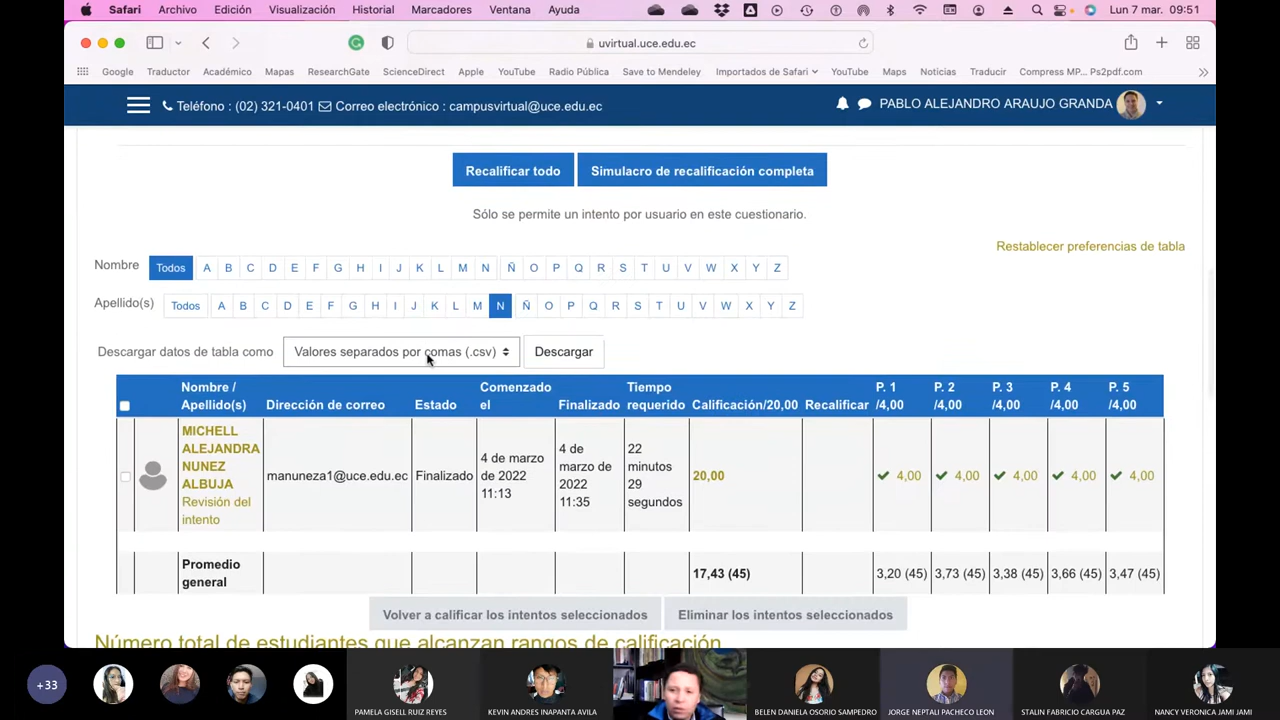 Safari Archivo Edición Visualización Historial Marcadores Ventana Ayuda Lun 7 mar. 09:51
uvirtual.uce.edu.ec
Google Traductor Académico Mapas ResearchGate ScienceDirect Apple YouTube Radio Pública Save to Mendeley Importados de Safari YouTube Maps Noticias Traducir Compress MP... Ps2pdf.com
Teléfono : (02) 321-0401 Correo electrónico : campusvirtual@uce.edu.ec PABLO ALEJANDRO ARAUJO GRANDA
Recalificar todo Simulacro de recalificación completa
Sólo se permite un intento por usuario en este cuestionario.
Restablecer preferencias de tabla
Nombre Todos A B C D E F G H I J K L M N Ñ O P Q R S T U V W X Y Z
Apellido(s) Todos A B C D E F G H I J K L M N Ñ O P Q R S T U V W X Y Z
Descargar datos de tabla como Valores separados por comas (.csv) Descargar
Nombre / Apellido(s) Dirección de correo Estado Comenzado el Finalizado Tiempo requerido Calificación/20,00 Recalificar P. 1 /4,00 P. 2 /4,00 P. 3 /4,00 P. 4 /4,00 P. 5 /4,00
MICHELL ALEJANDRA NUNEZ ALBUJA Revisión del intento manuneza1@uce.edu.ec Finalizado 4 de marzo de 2022 11:13 4 de marzo de 2022 11:35 22 minutos 29 segundos 20,00 4,00 4,00 4,00 4,00 4,00
Promedio general 17,43 (45) 3,20 (45) 3,73 (45) 3,38 (45) 3,66 (45) 3,47 (45)
Volver a calificar los intentos seleccionados Eliminar los intentos seleccionados
Número total de estudiantes que alcanzan rangos de calificación
+33 PAMELA GISELL RUIZ REYES KEVIN ANDRES INAPANTA AVILA BELEN DANIELA OSORIO SAMPEDRO JORGE NEPTALI PACHECO LEON STALIN FABRICIO CARGUA PAZ NANCY VERONICA JAMI JAMI